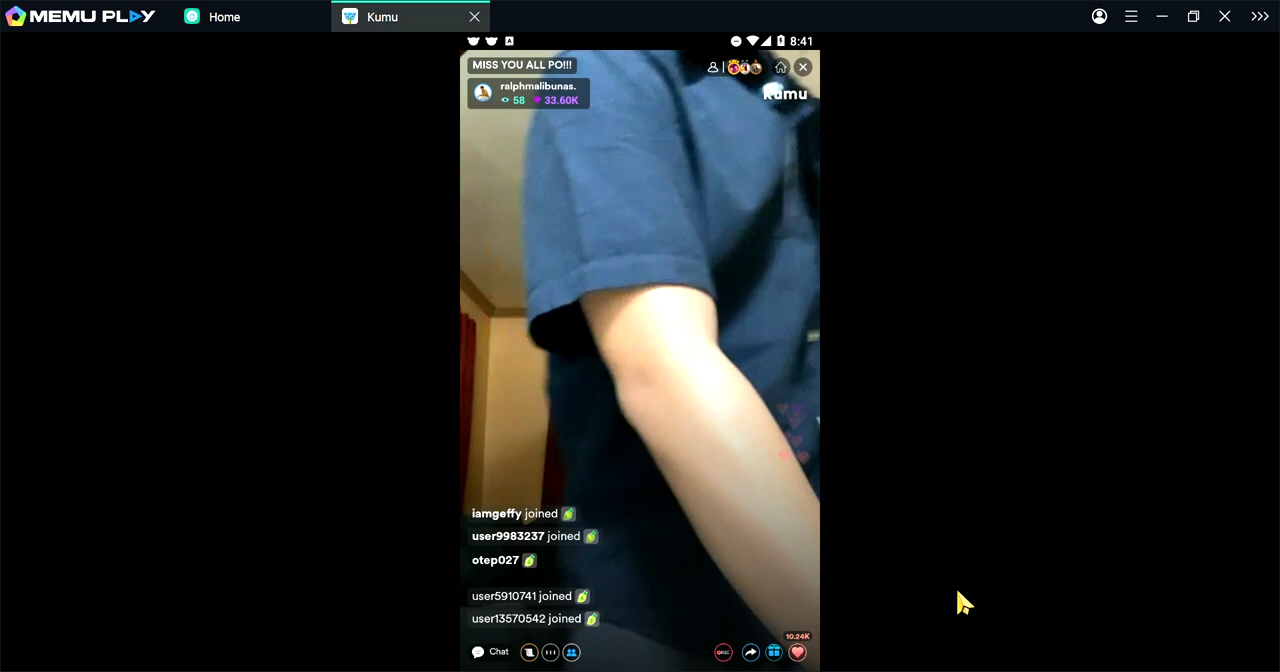 MEMU PLAY
Home
Kumu
8:41
MISS YOU ALL PO!!!
ralphmalibunas.
58
33.60K
kumu
iamgeffy joined
user9983237 joined
otep027
user5910741 joined
user13570542 joined
Chat
REC
10.24K